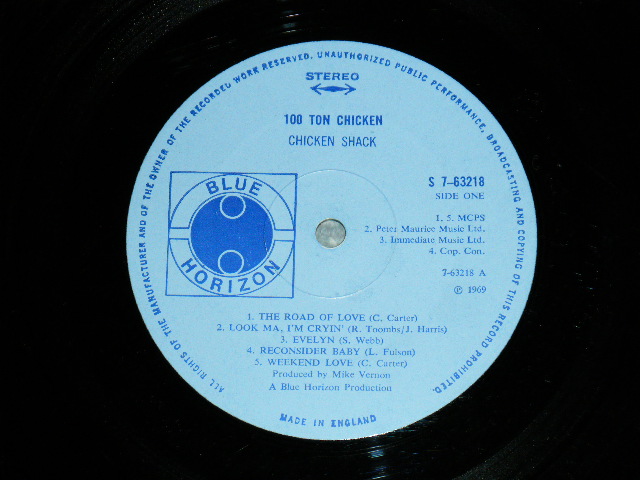 ALL RIGHTS OF THE MANUFACTURER AND OF THE OWNER OF THE RECORDED WORK RESERVED. UNAUTHORIZED PUBLIC PERFORMANCE, BROADCASTING AND COPYING OF THIS RECORD PROHIBITED.
STEREO
100 TON CHICKEN
CHICKEN SHACK
S 7-63218
SIDE ONE
1. 5. MCPS
2. Peter Maurice Music Ltd.
3. Immediate Music Ltd.
4. Cop. Con.
7-63218 A
℗ 1969
BLUE
HORIZON
1. THE ROAD OF LOVE (C. Carter)
2. LOOK MA, I'M CRYIN' (R. Toombs/J. Harris)
3. EVELYN (S. Webb)
4. RECONSIDER BABY (L. Fulson)
5. WEEKEND LOVE (C. Carter)
Produced by Mike Vernon
A Blue Horizon Production
MADE IN ENGLAND